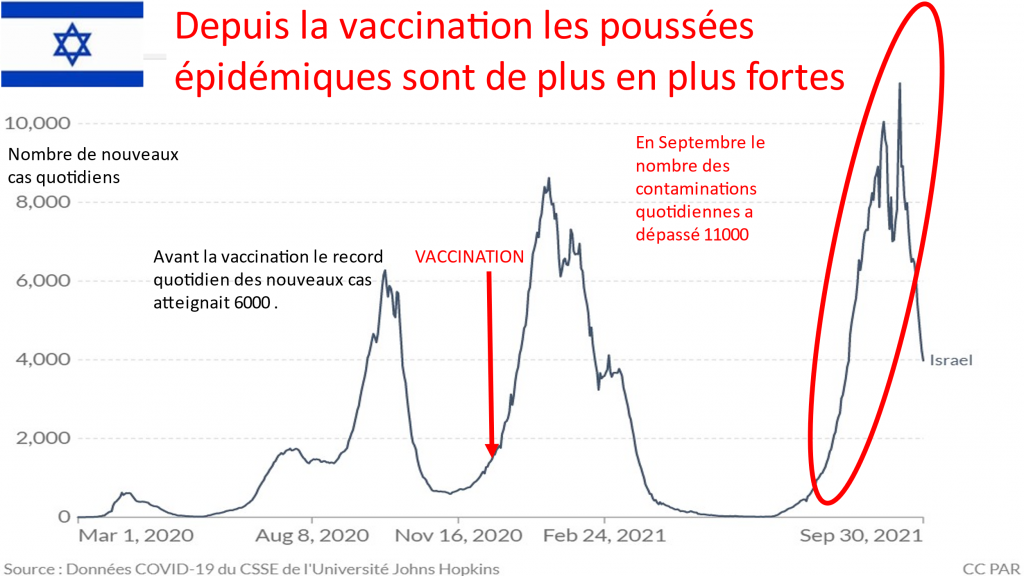 Depuis la vaccination les poussées
épidémiques sont de plus en plus fortes
10,000
Nombre de nouveaux
cas quotidiens
8,000
En Septembre le
nombre des
contaminations
quotidiennes a
dépassé 11000
Avant la vaccination le record
quotidien des nouveaux cas
atteignait 6000 .
VACCINATION
6,000
4,000
Israel
2,000
0
Mar 1, 2020 Aug 8, 2020 Nov 16, 2020 Feb 24, 2021 Sep 30, 2021
Source : Données COVID-19 du CSSE de l'Université Johns Hopkins CC PAR